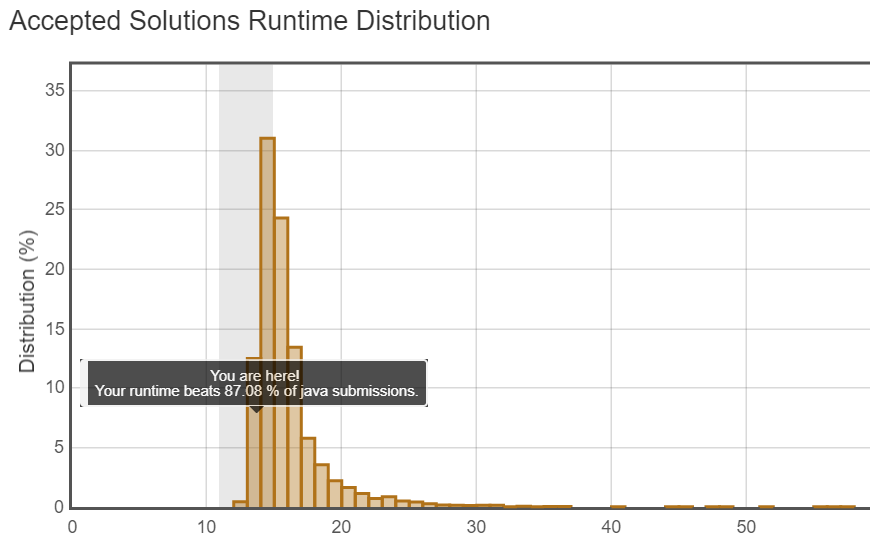 Accepted Solutions Runtime Distribution
35
30
25
20
15
10
5
0
Distribution (%)
You are here!
Your runtime beats 87.08 % of java submissions.
0 10 20 30 40 50